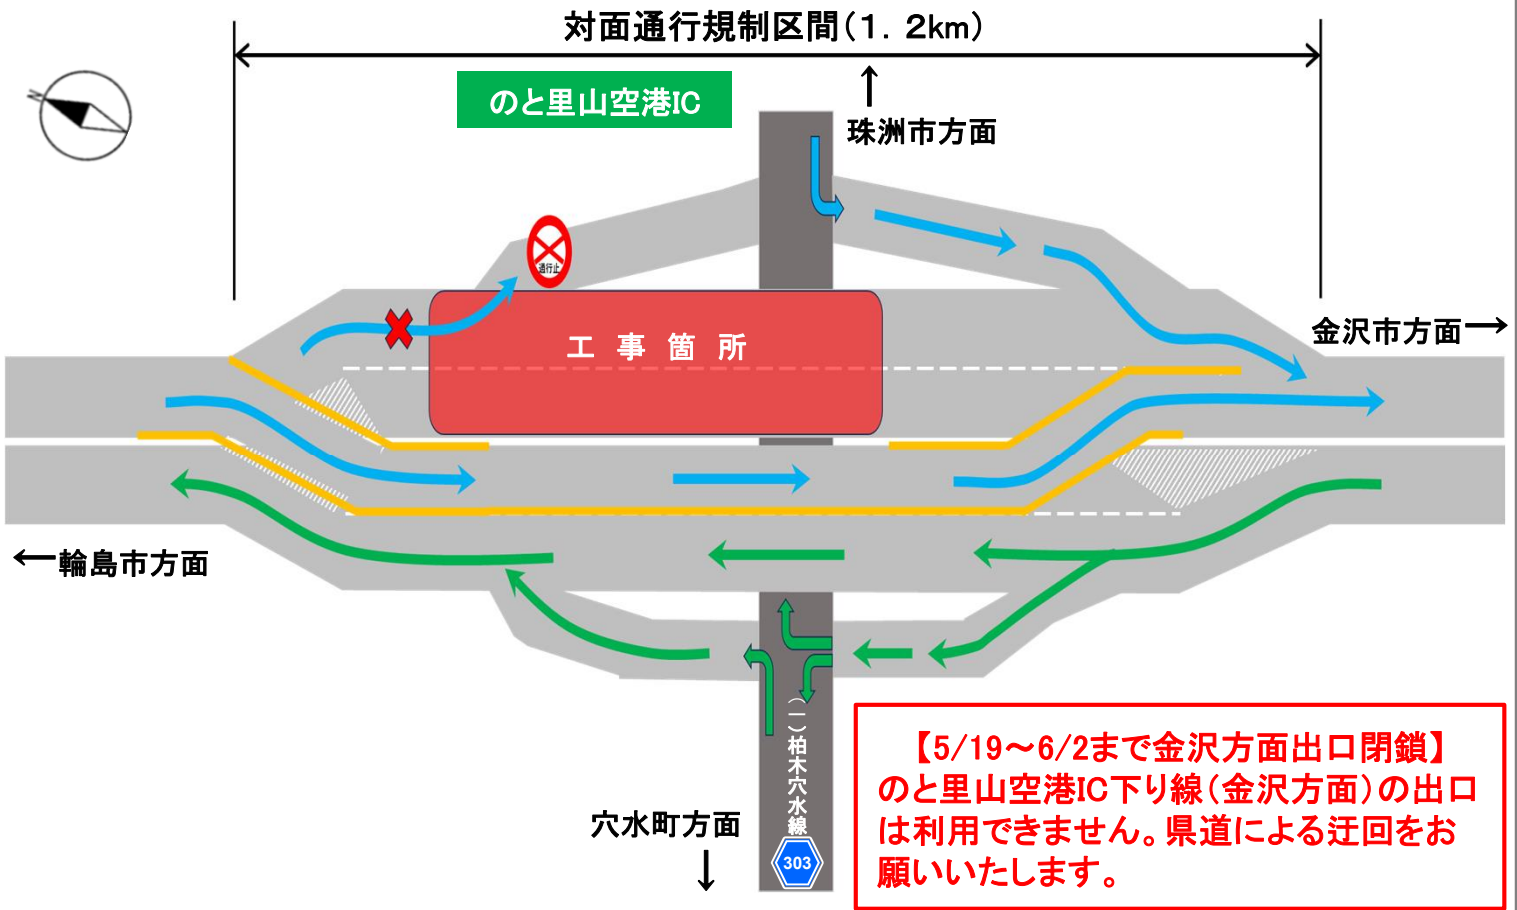 対面通行規制区間（1．2km）
N
のと里山空港IC
珠洲市方面
通行止
工事箇所
金沢市方面
輪島市方面
（一）柏木穴水線
303
穴水町方面
【5/19～6/2まで金沢方面出口閉鎖】
のと里山空港IC下り線（金沢方面）の出口
は利用できません。県道による迂回をお
願いいたします。